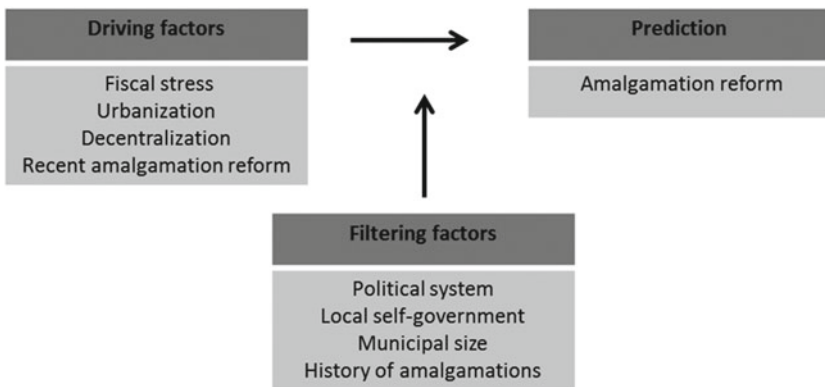 Driving factors
Fiscal stress
Urbanization
Decentralization
Recent amalgamation reform
Prediction
Amalgamation reform
Filtering factors
Political system
Local self-government
Municipal size
History of amalgamations